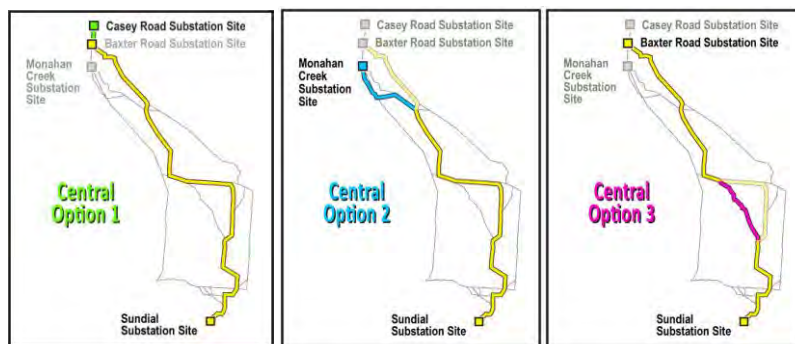 Casey Road Substation Site
Baxter Road Substation Site
Monahan
Creek
Substation
Site
Central
Option 1
Sundial
Substation Site
Casey Road Substation Site
Baxter Road Substation Site
Monahan
Creek
Substation
Site
Central
Option 2
Sundial
Substation Site
Casey Road Substation Site
Baxter Road Substation Site
Monahan
Creek
Substation
Site
Central
Option 3
Sundial
Substation Site